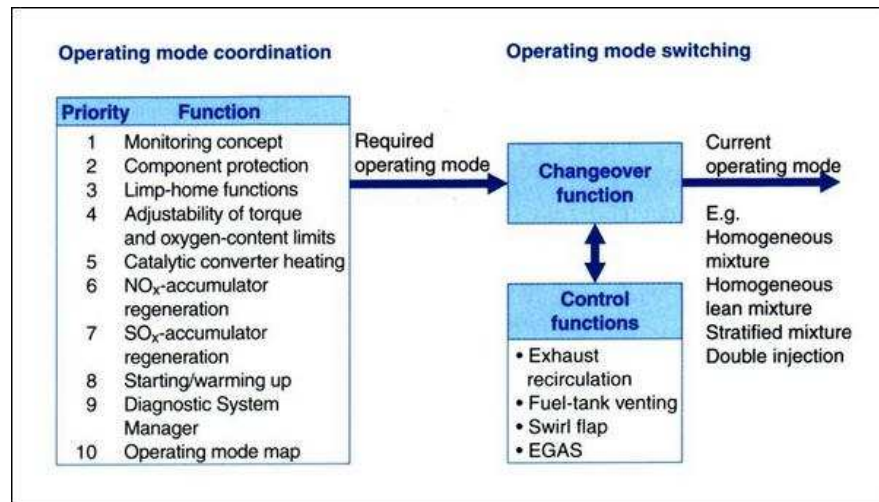 Operating mode coordination
Priority Function
1 Monitoring concept
2 Component protection
3 Limp-home functions
4 Adjustability of torque
and oxygen-content limits
5 Catalytic converter heating
6 NOₓ-accumulator
regeneration
7 SOₓ-accumulator
regeneration
8 Starting/warming up
9 Diagnostic System
Manager
10 Operating mode map
Required
operating mode
Operating mode switching
Changeover
function
Control
functions
• Exhaust
recirculation
• Fuel-tank venting
• Swirl flap
• EGAS
Current
operating mode
E.g.
Homogeneous
mixture
Homogeneous
lean mixture
Stratified mixture
Double injection